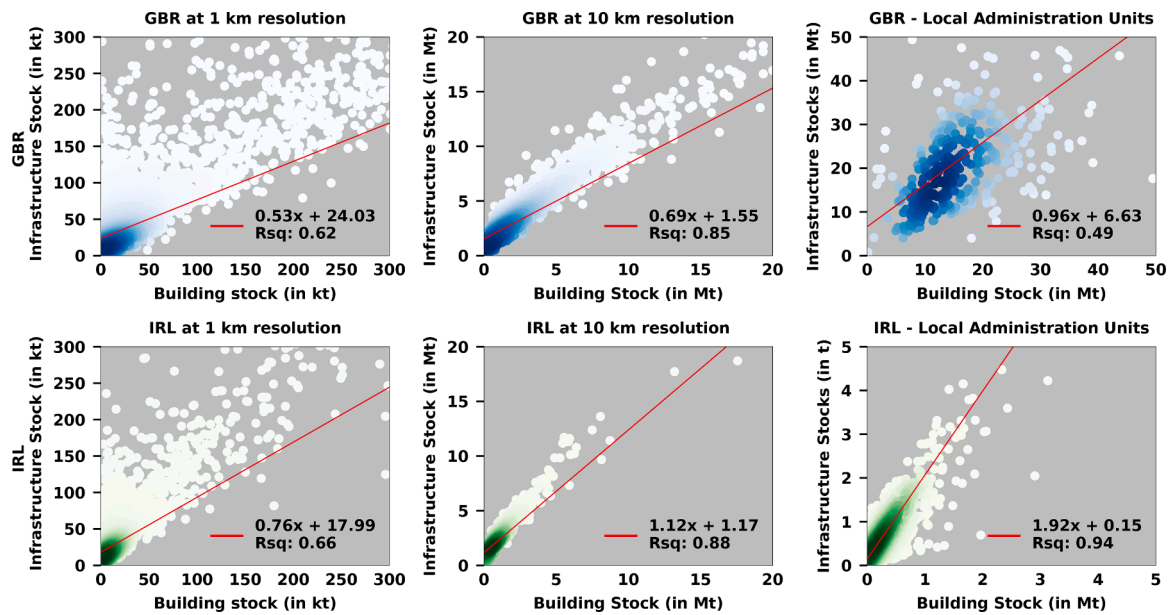 GBR at 1 km resolution
GBR
Infrastructure Stock (in kt)
300
250
200
150
100
50
0
0 50 100 150 200 250 300
Building stock (in kt)
0.53x + 24.03
Rsq: 0.62
GBR at 10 km resolution
Infrastructure Stock (in Mt)
20
15
10
5
0
0 5 10 15 20
Building Stock (in Mt)
0.69x + 1.55
Rsq: 0.85
GBR - Local Administration Units
Infrastructure Stocks (in Mt)
50
40
30
20
10
0
0 10 20 30 40 50
Building Stock (in Mt)
0.96x + 6.63
Rsq: 0.49
IRL at 1 km resolution
IRL
Infrastructure Stock (in kt)
300
250
200
150
100
50
0
0 50 100 150 200 250 300
Building stock (in kt)
0.76x + 17.99
Rsq: 0.66
IRL at 10 km resolution
Infrastructure Stock (in Mt)
20
15
10
5
0
0 5 10 15 20
Building Stock (in Mt)
1.12x + 1.17
Rsq: 0.88
IRL - Local Administration Units
Infrastructure Stocks (in t)
5
4
3
2
1
0
0 1 2 3 4 5
Building Stock (in Mt)
1.92x + 0.15
Rsq: 0.94